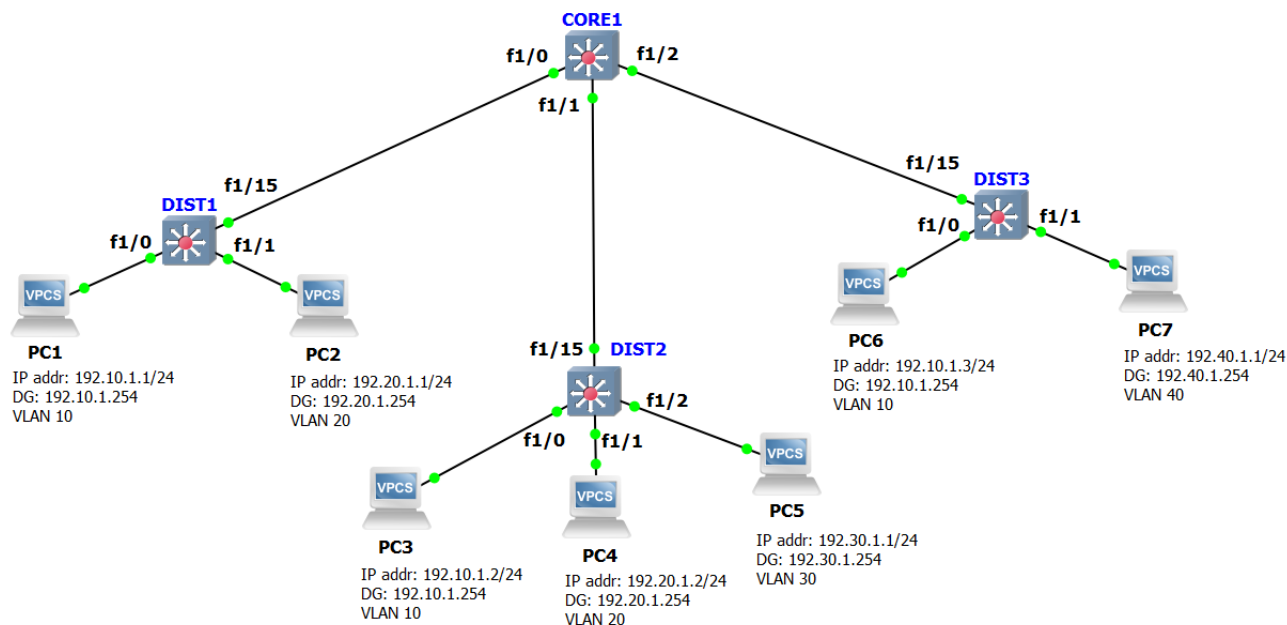 CORE1
f1/0
f1/2
f1/1
f1/15
DIST1
f1/0
f1/1
VPCS
PC1
IP addr: 192.10.1.1/24
DG: 192.10.1.254
VLAN 10
VPCS
PC2
IP addr: 192.20.1.1/24
DG: 192.20.1.254
VLAN 20
f1/15
DIST2
f1/0
f1/1
f1/2
VPCS
PC3
IP addr: 192.10.1.2/24
DG: 192.10.1.254
VLAN 10
VPCS
PC4
IP addr: 192.20.1.2/24
DG: 192.20.1.254
VLAN 20
VPCS
PC5
IP addr: 192.30.1.1/24
DG: 192.30.1.254
VLAN 30
f1/15
DIST3
f1/0
f1/1
VPCS
PC6
IP addr: 192.10.1.3/24
DG: 192.10.1.254
VLAN 10
VPCS
PC7
IP addr: 192.40.1.1/24
DG: 192.40.1.254
VLAN 40